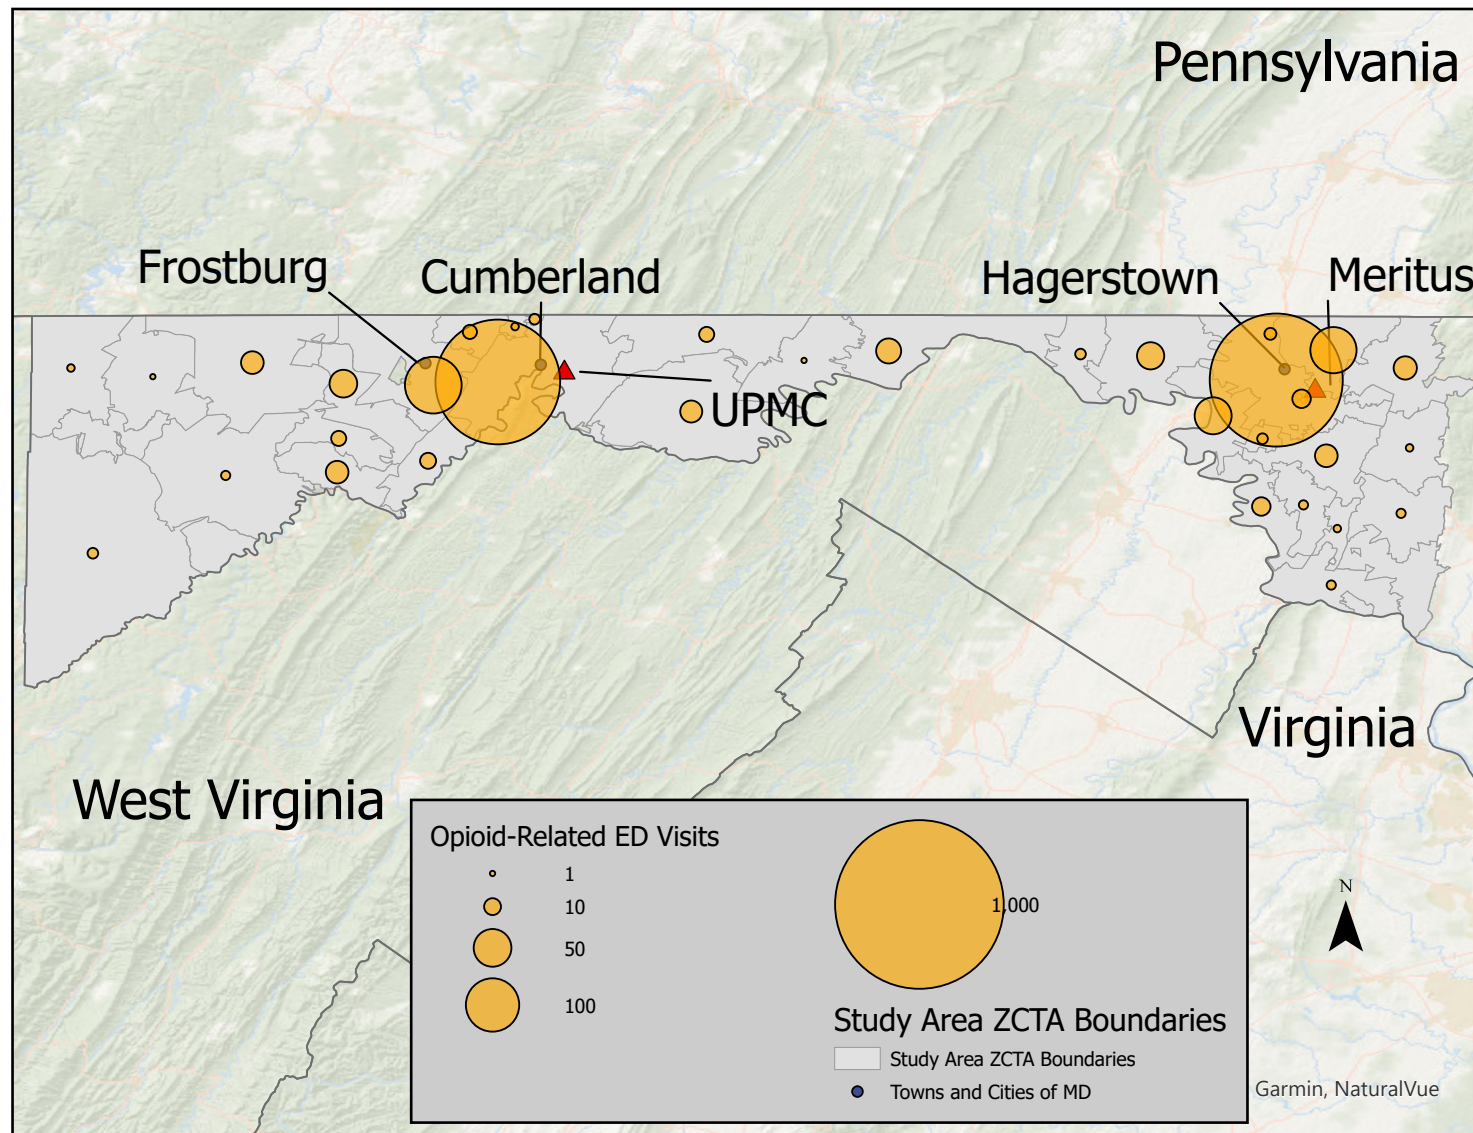 Pennsylvania
Frostburg
Cumberland
Hagerstown
Meritus
UPMC
Virginia
West Virginia
Opioid-Related ED Visits
1
10
50
100
1,000
Study Area ZCTA Boundaries
Study Area ZCTA Boundaries
Towns and Cities of MD
N
Garmin, NaturalVue